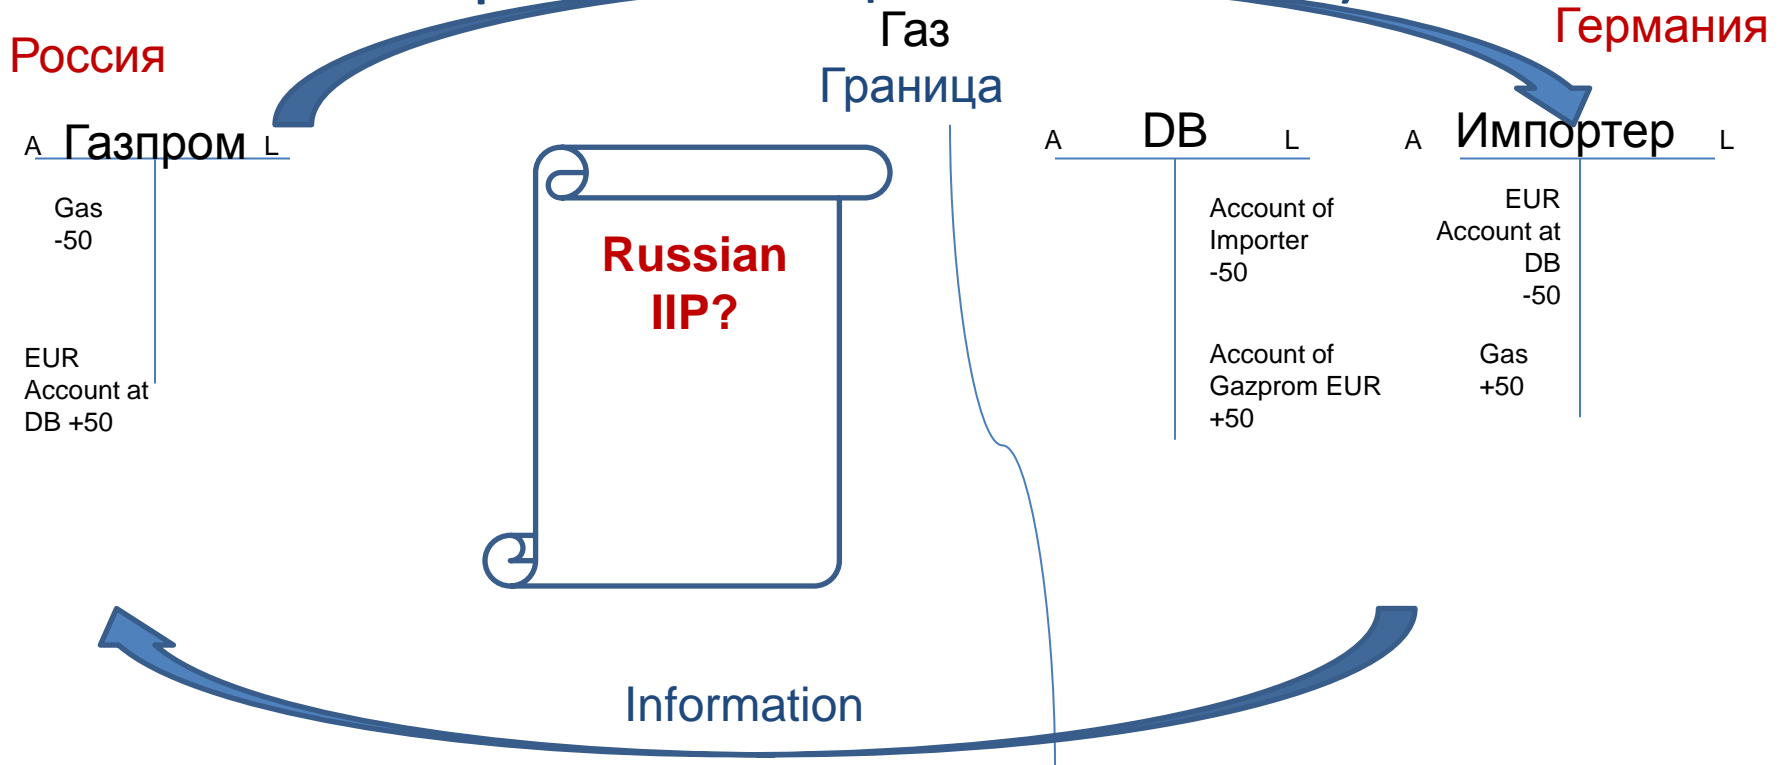 Газ
Германия
Россия
Граница
A Газпром L
A DB L
A Импортер L
Gas
-50
EUR
Account at
DB +50
Russian
IIP?
Account of
Importer
-50
Account of
Gazprom EUR
+50
EUR
Account at
DB
-50
Gas
+50
Information